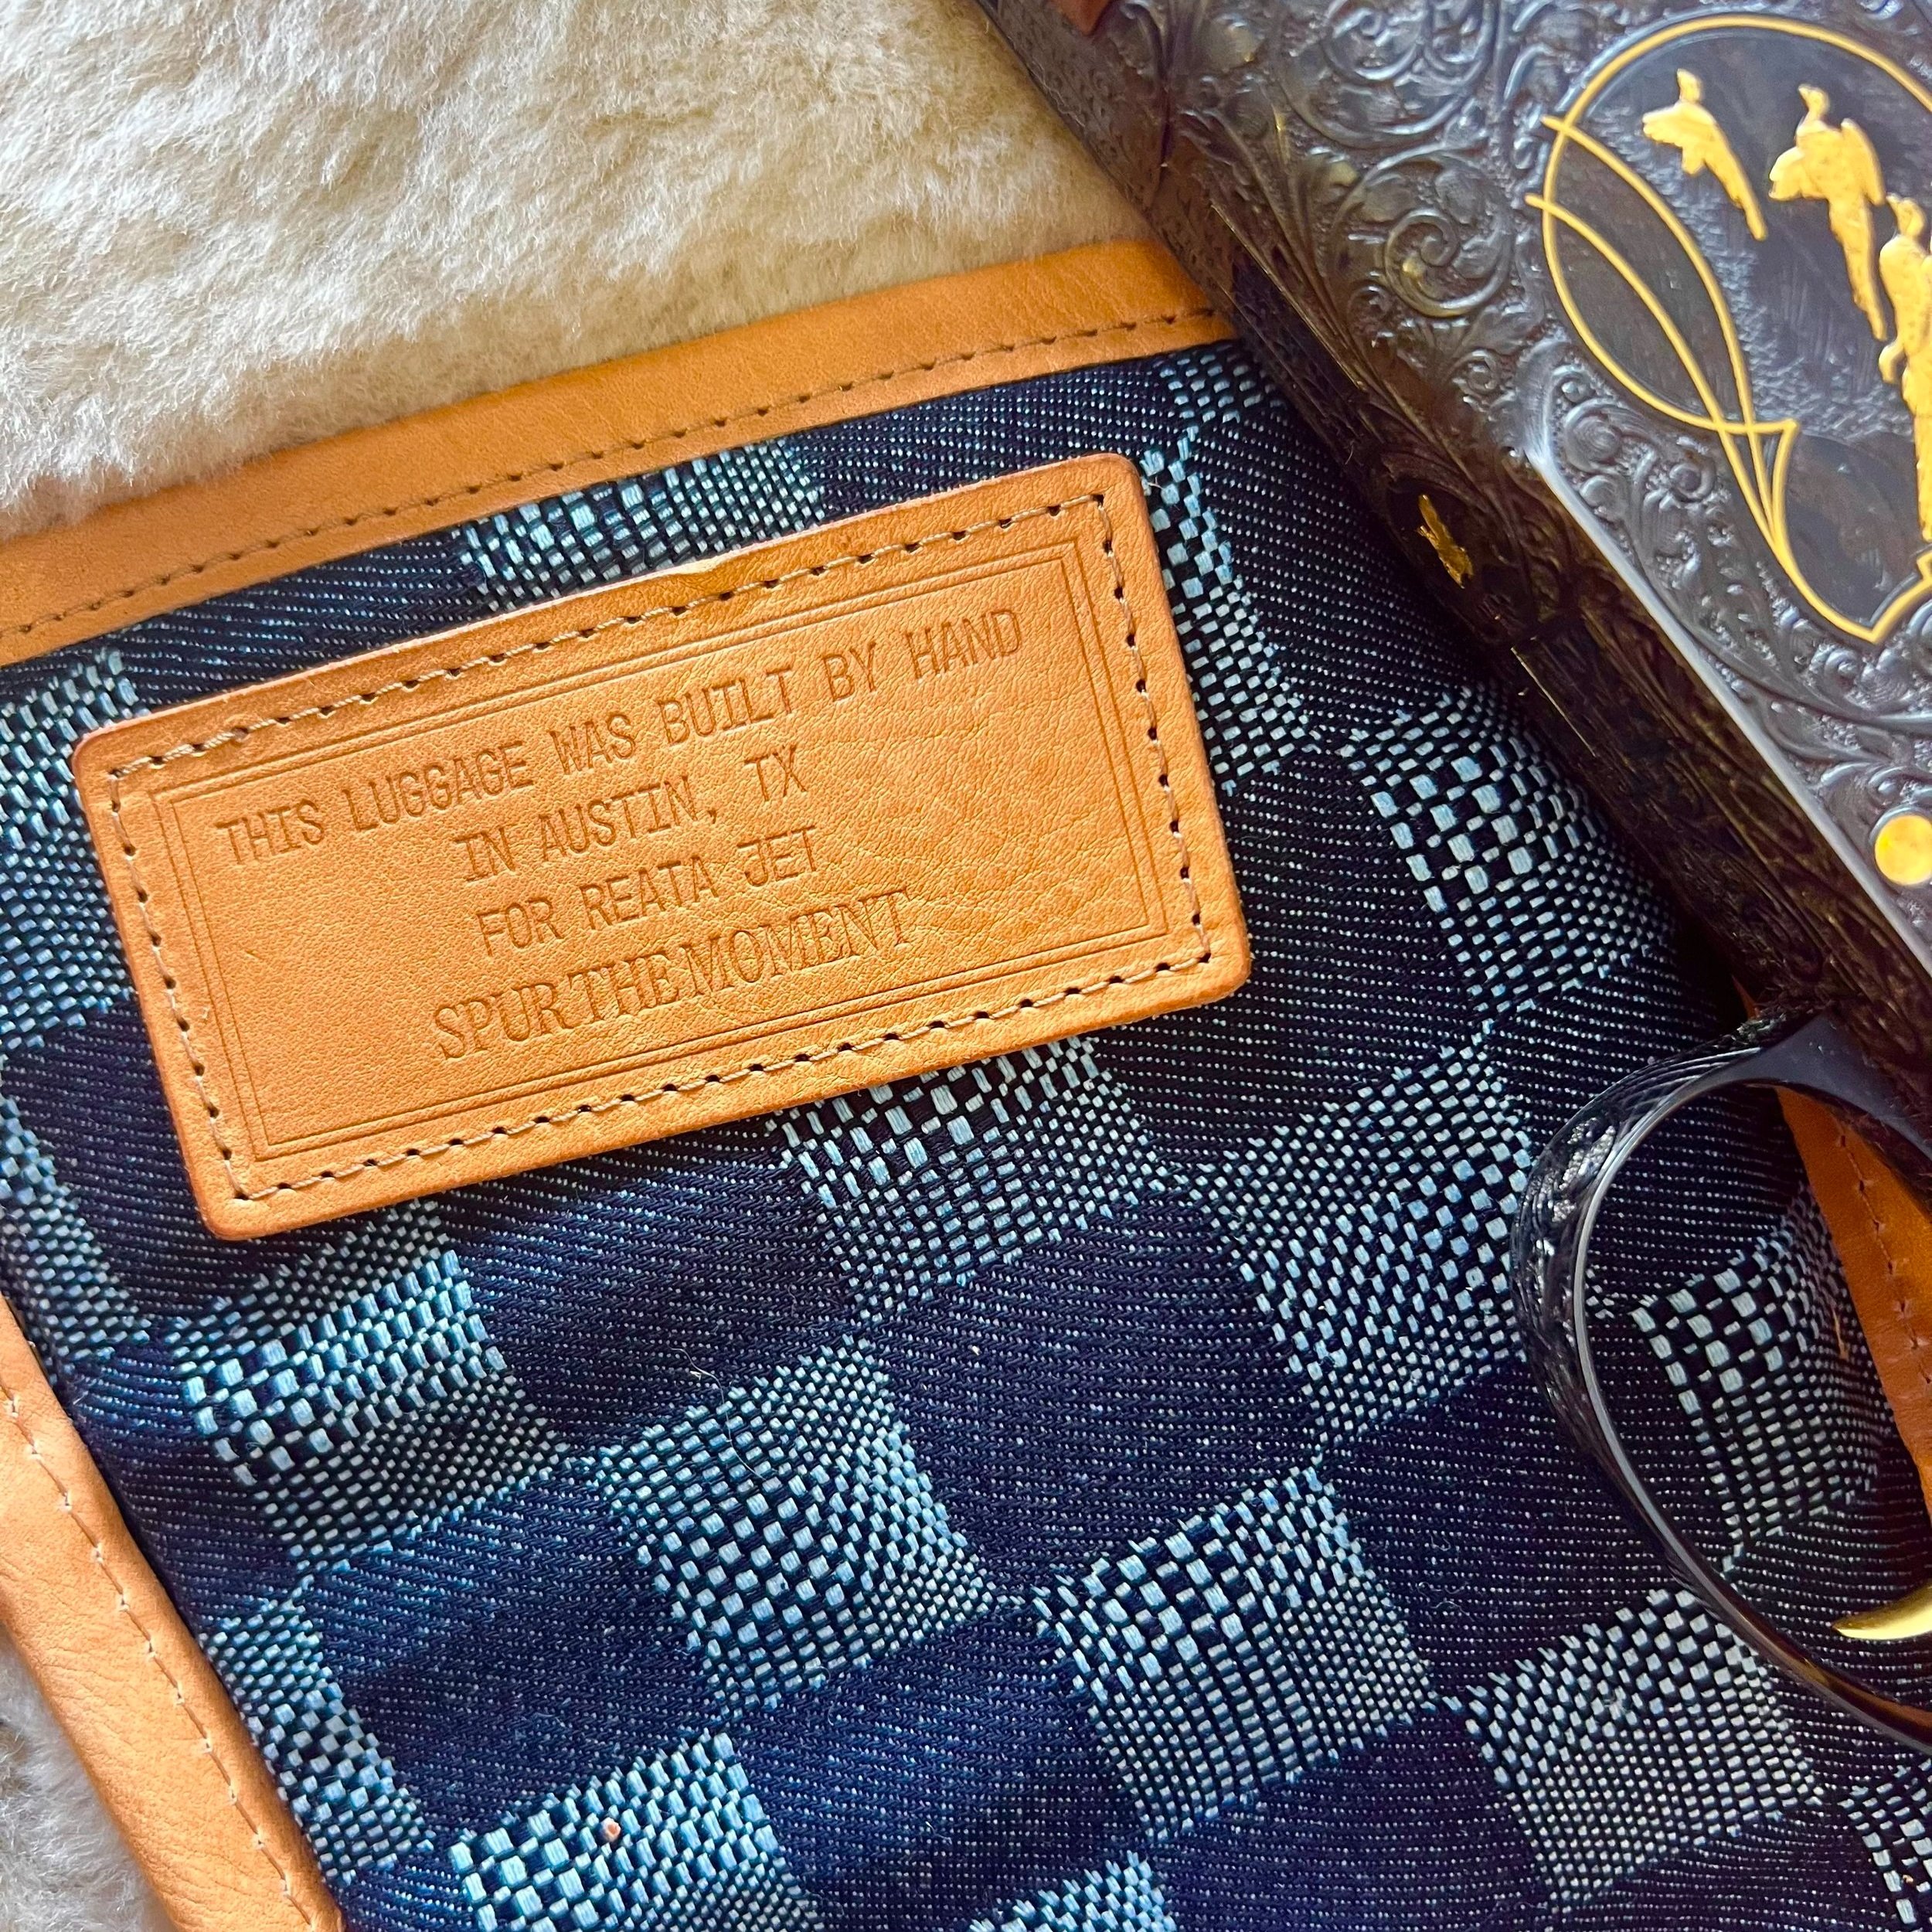 THIS LUGGAGE WAS BUILT BY HAND
IN AUSTIN, TX
FOR REATA JET
SPUR THE MOMENT